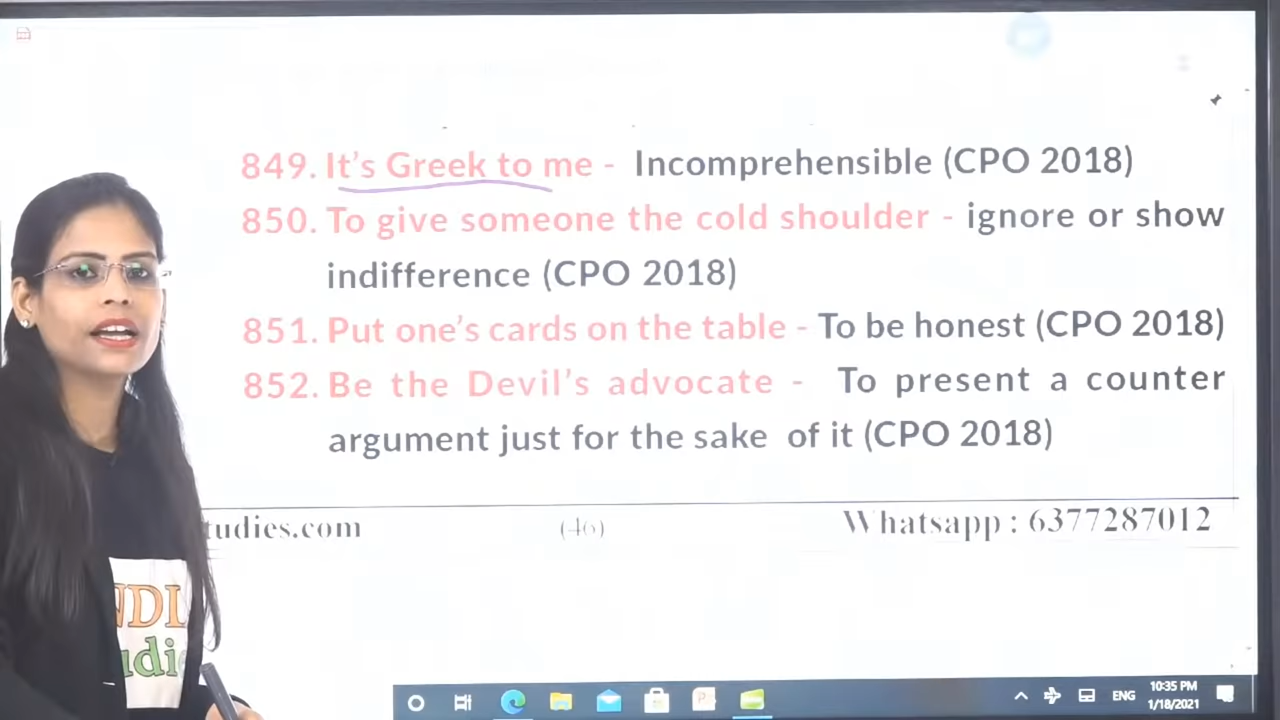 849. It's Greek to me - Incomprehensible (CPO 2018)
850. To give someone the cold shoulder - ignore or show
indifference (CPO 2018)
851. Put one's cards on the table - To be honest (CPO 2018)
852. Be the Devil's advocate - To present a counter
argument just for the sake of it (CPO 2018)
tudies.com (46) Whatsapp : 6377287012
NDI
udie
ENG 10:35 PM
1/18/2021